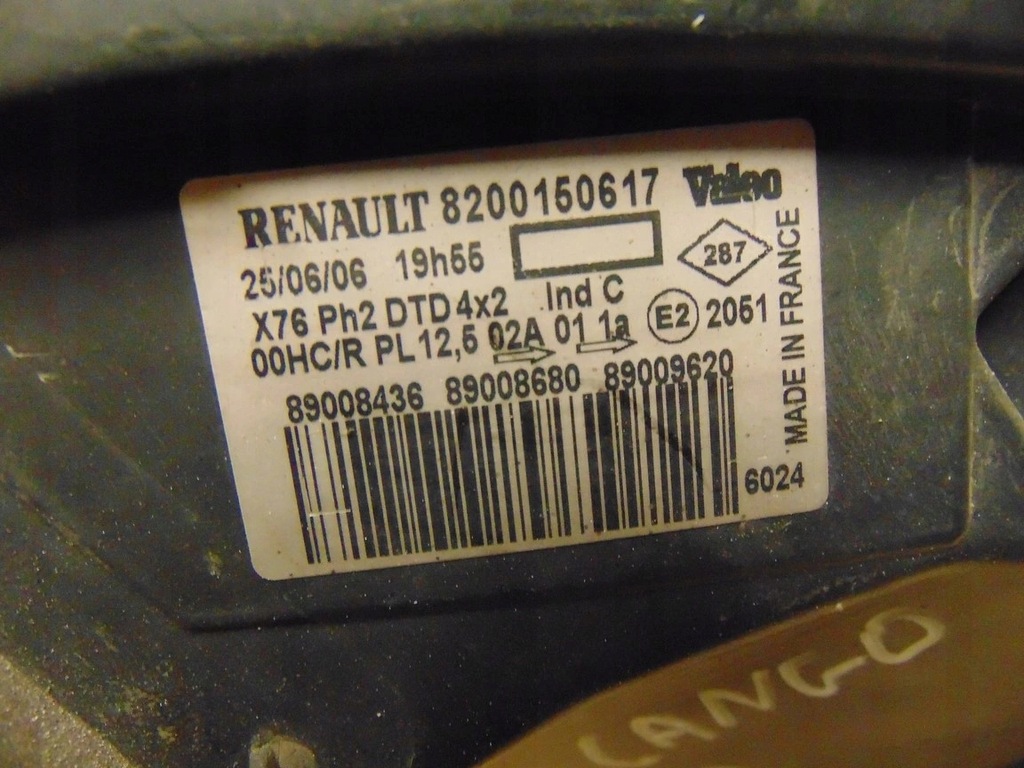 RENAULT 8200150617 Valeo
25/06/06 19h55
287
X76 Ph2 DTD 4x2 Ind C
00HC/R PL 12,5 02A 01 1a E2 2051
89008436 89008680 89009620
6024
MADE IN FRANCE
CANGO